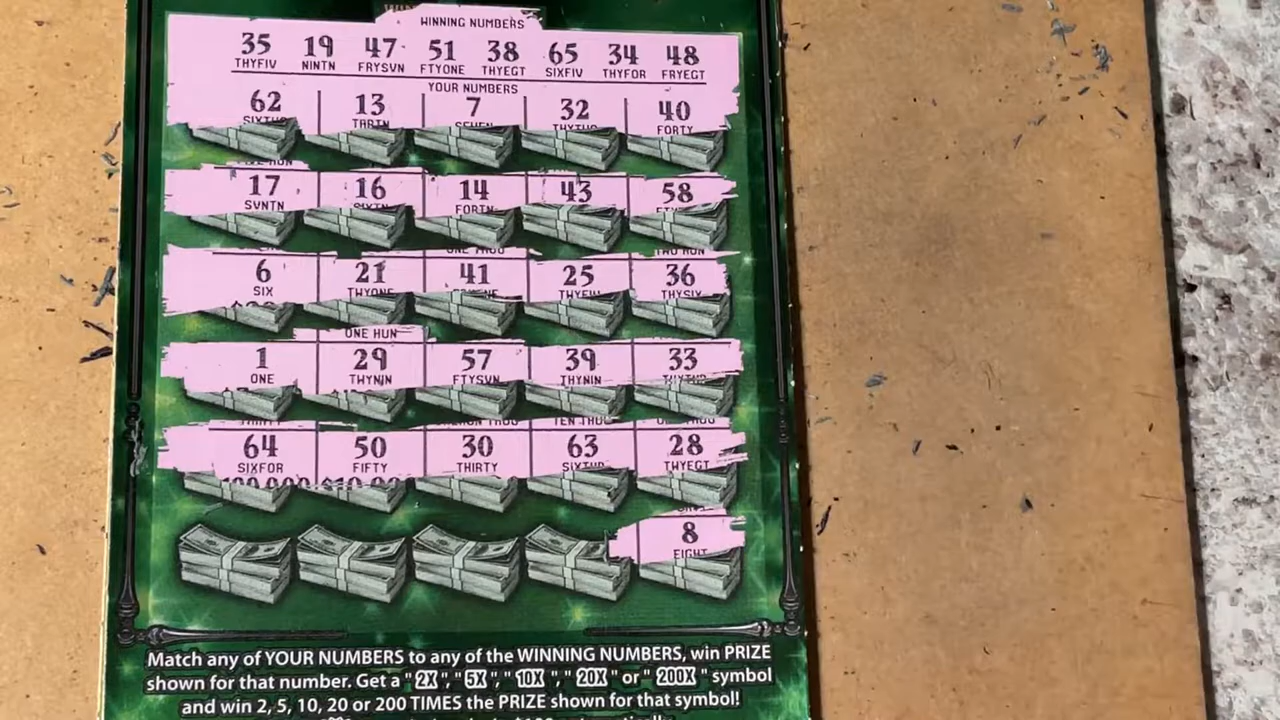 WINNING NUMBERS
35 19 47 51 38 65 34 48
THYFIV NINTN FRYSVN FTYONE THYEGT SIXFIV THYFOR FRYEGT
YOUR NUMBERS
62 13 7 32 40
FORTY
17 16 14 43 58
SVNTN FORTN
6 21 41 25 36
SIX THYSIX
ONE HUN
1 29 57 39 33
ONE TWYNIN FTYSVN THYNIN
64 50 30 63 28
SIXFOR FIFTY THIRTY TWYEGT
8
EIGHT
Match any of YOUR NUMBERS to any of the WINNING NUMBERS, win PRIZE
shown for that number. Get a "2X", "5X", "10X", "20X" or "200X" symbol
and win 2, 5, 10, 20 or 200 TIMES the PRIZE shown for that symbol!